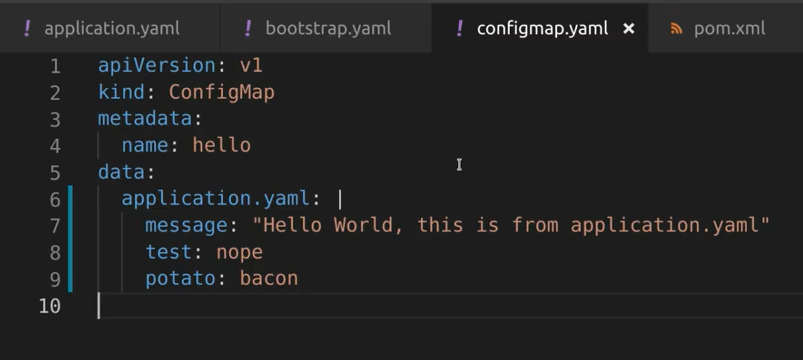 ! application.yaml ! bootstrap.yaml ! configmap.yaml × pom.xml
1 apiVersion: v1
2 kind: ConfigMap
3 metadata:
4   name: hello
5 data:
6   application.yaml: |
7     message: "Hello World, this is from application.yaml"
8     test: nope
9     potato: bacon
10